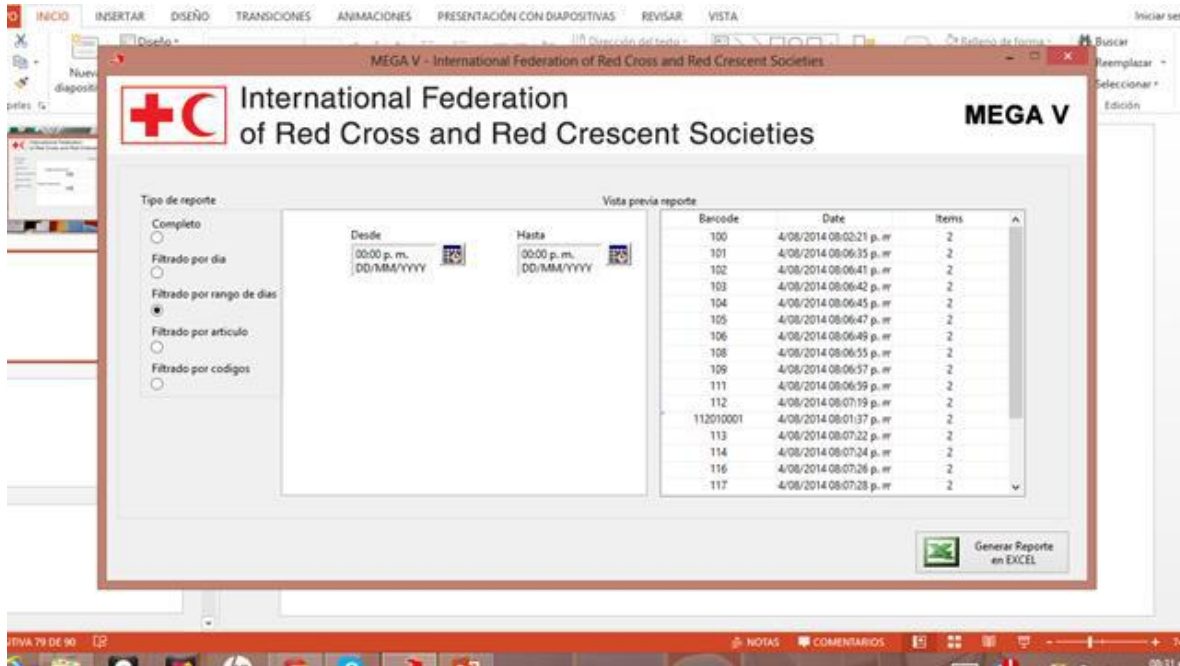 INICIO INSERTAR DISEÑO TRANSICIONES ANIMACIONES PRESENTACIÓN CON DIAPOSITIVAS REVISAR VISTA
Diseño
Buscar
Reemplazar
Seleccionar
Edición
MEGA V - International Federation of Red Cross and Red Crescent Societies
International Federation
of Red Cross and Red Crescent Societies
MEGA V
Tipo de reporte
Completo
Filtrado por dia
Filtrado por rango de dias
Filtrado por articulo
Filtrado por codigos
Desde
00:00 p. m.
DD/MM/YYYY
Hasta
00:00 p. m.
DD/MM/YYYY
Vista previa reporte
Barcode Date Items
100 4/08/2014 08:02:21 p. 2
101 4/08/2014 08:06:35 p. 2
102 4/08/2014 08:06:41 p. 2
103 4/08/2014 08:06:42 p. 2
104 4/08/2014 08:06:45 p. 2
105 4/08/2014 08:06:47 p. 2
106 4/08/2014 08:06:49 p. 2
108 4/08/2014 08:06:55 p. 2
109 4/08/2014 08:06:57 p. 2
111 4/08/2014 08:06:59 p. 2
112 4/08/2014 08:07:19 p. 2
112010001 4/08/2014 08:01:37 p. 2
113 4/08/2014 08:07:22 p. 2
114 4/08/2014 08:07:24 p. 2
116 4/08/2014 08:07:26 p. 2
117 4/08/2014 08:07:28 p. 2
Generar Reporte
en EXCEL
79 DE 90
NOTAS COMENTARIOS